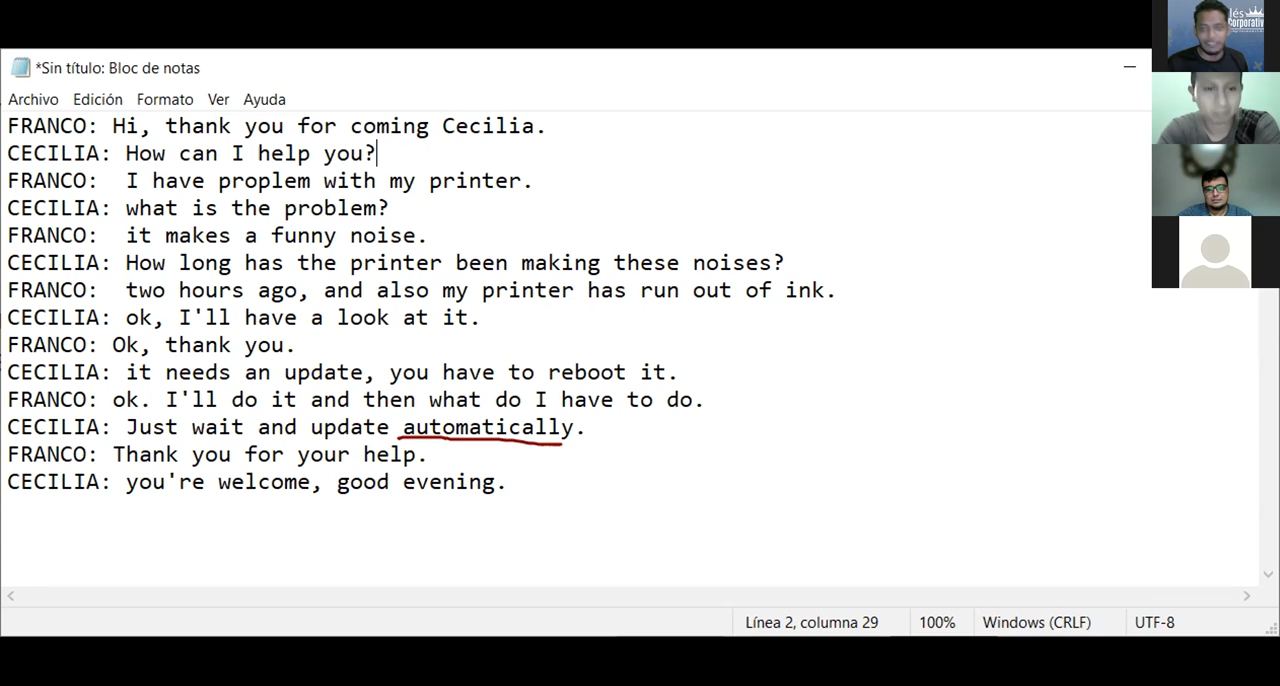 *Sin título: Bloc de notas
Archivo Edición Formato Ver Ayuda
FRANCO: Hi, thank you for coming Cecilia.
CECILIA: How can I help you?
FRANCO: I have proplem with my printer.
CECILIA: what is the problem?
FRANCO: it makes a funny noise.
CECILIA: How long has the printer been making these noises?
FRANCO: two hours ago, and also my printer has run out of ink.
CECILIA: ok, I'll have a look at it.
FRANCO: Ok, thank you.
CECILIA: it needs an update, you have to reboot it.
FRANCO: ok. I'll do it and then what do I have to do.
CECILIA: Just wait and update automatically.
FRANCO: Thank you for your help.
CECILIA: you're welcome, good evening.
Línea 2, columna 29 100% Windows (CRLF) UTF-8